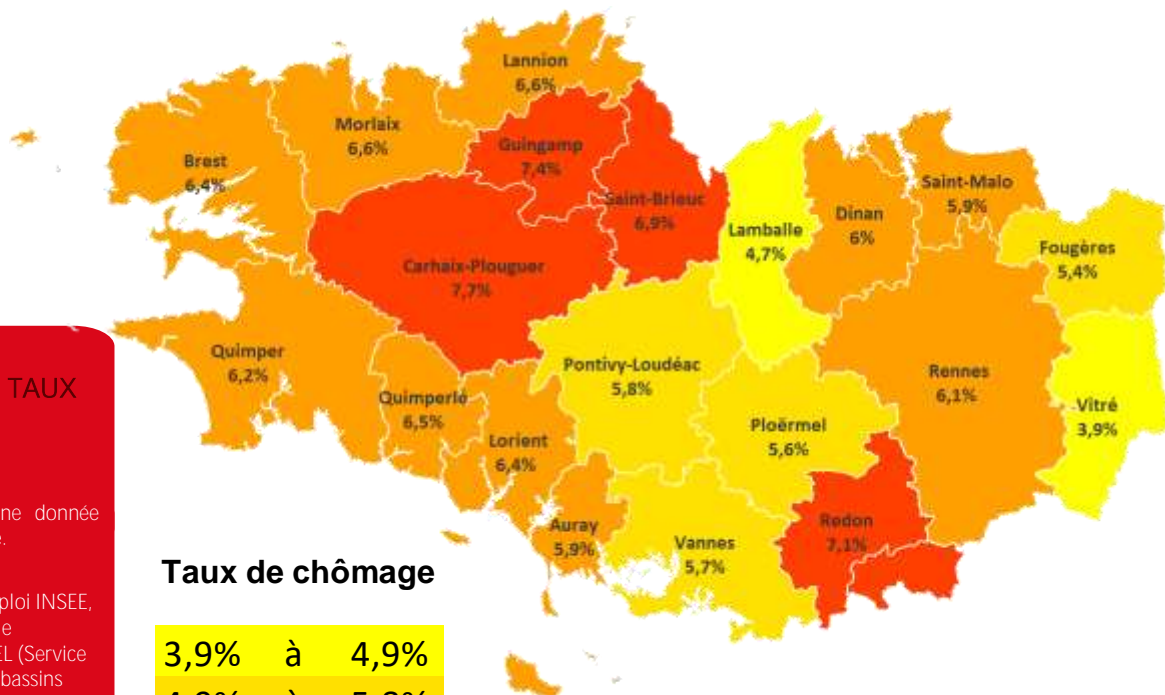 Lannion
6,6%
Morlaix
6,6%
Guingamp
7,4%
Brest
6,4%
Saint-Brieuc
6,9%
Saint-Malo
5,9%
Dinan
6%
Lamballe
4,7%
Fougères
5,4%
Carhaix-Plouguer
7,7%
Quimper
6,2%
Pontivy-Loudéac
5,8%
Rennes
6,1%
Quimperlé
6,5%
Vitré
3,9%
Ploërmel
5,6%
Lorient
6,4%
Redon
7,1%
Auray
5,9%
Vannes
5,7%
TAUX
ne donnée
ploi INSEE,
EL (Service
bassins
Taux de chômage
3,9% à 4,9%